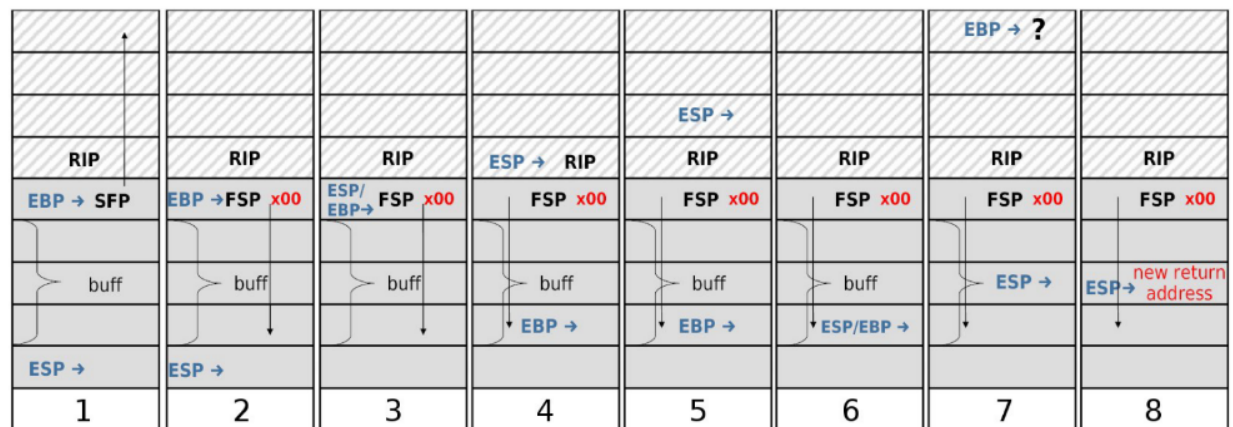 EBP → ?
ESP →
RIP RIP RIP ESP → RIP RIP RIP RIP RIP
EBP → SFP EBP →FSP x00 ESP/ EBP→ FSP x00 FSP x00 FSP x00 FSP x00 FSP x00 FSP x00
buff buff buff buff buff buff ESP → ESP→ new return address
EBP → EBP → ESP/EBP →
ESP → ESP →
1 2 3 4 5 6 7 8